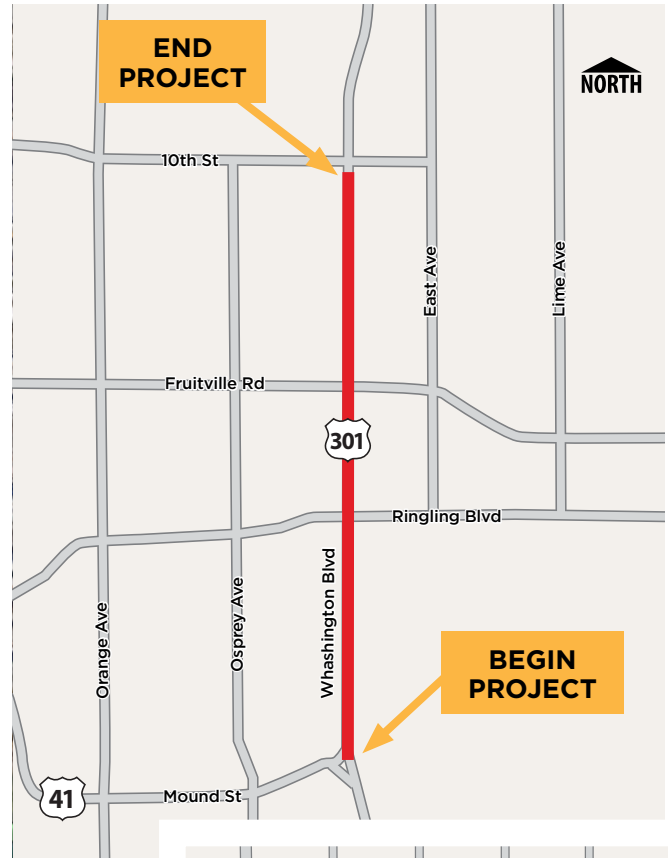 END
PROJECT
NORTH
10th St
East Ave
Lime Ave
Fruitville Rd
301
Ringling Blvd
Orange Ave
Osprey Ave
Whashington Blvd
BEGIN
PROJECT
41
Mound St